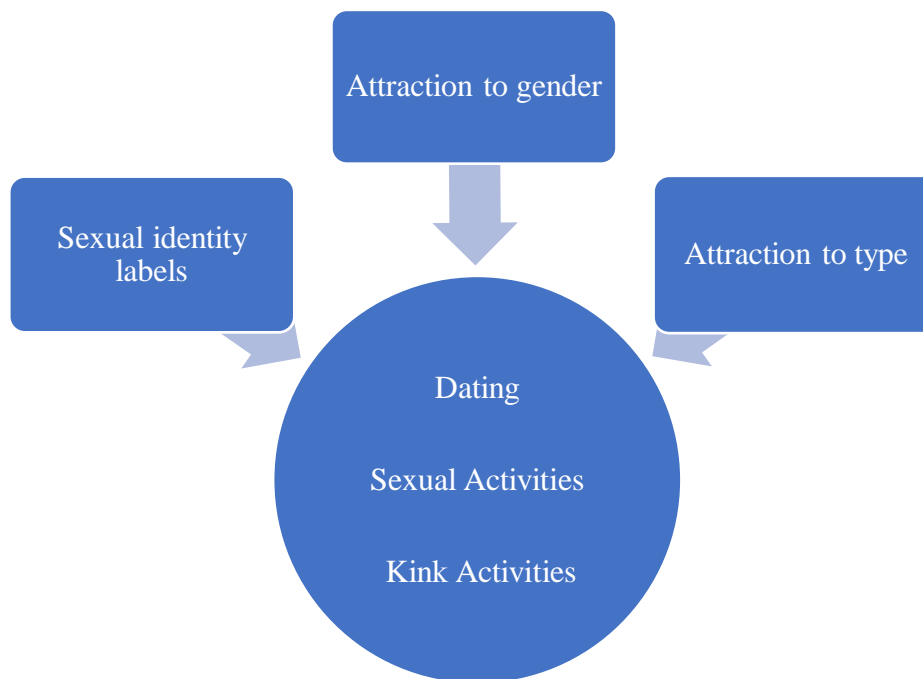 Attraction to gender
Sexual identity
labels
Attraction to type
Dating
Sexual Activities
Kink Activities